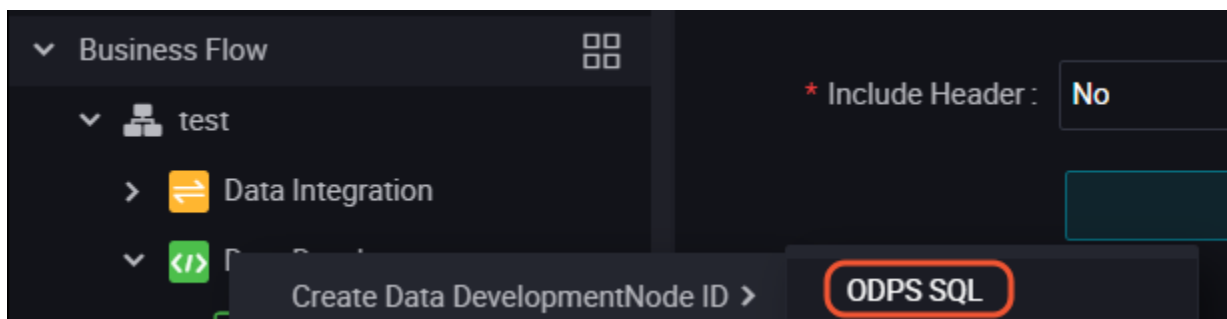 Business Flow
* Include Header : No
test
Data Integration
Create Data DevelopmentNode ID >
ODPS SQL